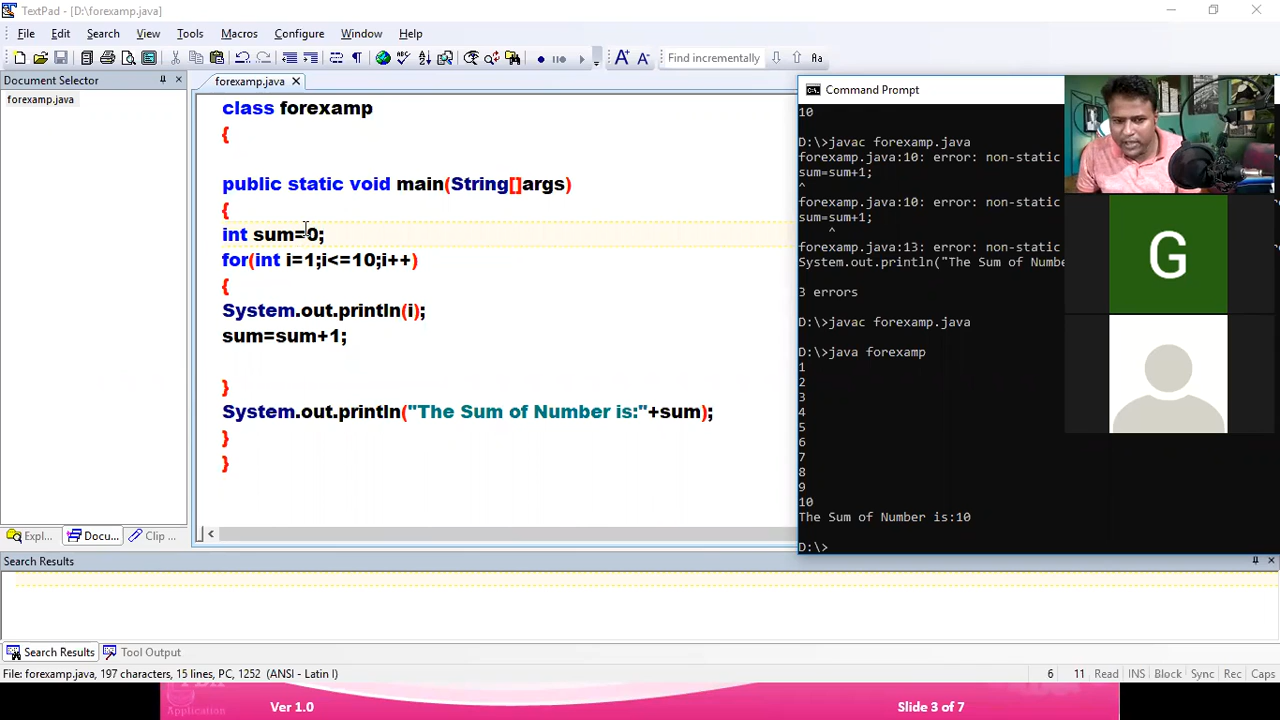 TextPad - [D:\forexamp.java]
File Edit Search View Tools Macros Configure Window Help
Find incrementally
Document Selector
forexamp.java
forexamp.java
class forexamp
{
public static void main(String[]args)
{
int sum=0;
for(int i=1;i<=10;i++)
{
System.out.println(i);
sum=sum+1;
}
System.out.println("The Sum of Number is:"+sum);
}
}
Expl... Docu... Clip ...
Command Prompt
10
D:\>javac forexamp.java
forexamp.java:10: error: non-static
sum=sum+1;
^
forexamp.java:10: error: non-static
sum=sum+1;
^
forexamp.java:13: error: non-static
System.out.println("The Sum of Numbe
3 errors
D:\>javac forexamp.java
D:\>java forexamp
1
2
3
4
5
6
7
8
9
10
The Sum of Number is:10
D:\>
G
Search Results
Search Results Tool Output
File: forexamp.java, 197 characters, 15 lines, PC, 1252 (ANSI - Latin I) 6 11 Read INS Block Sync Rec Caps
Application Ver 1.0 Slide 3 of 7